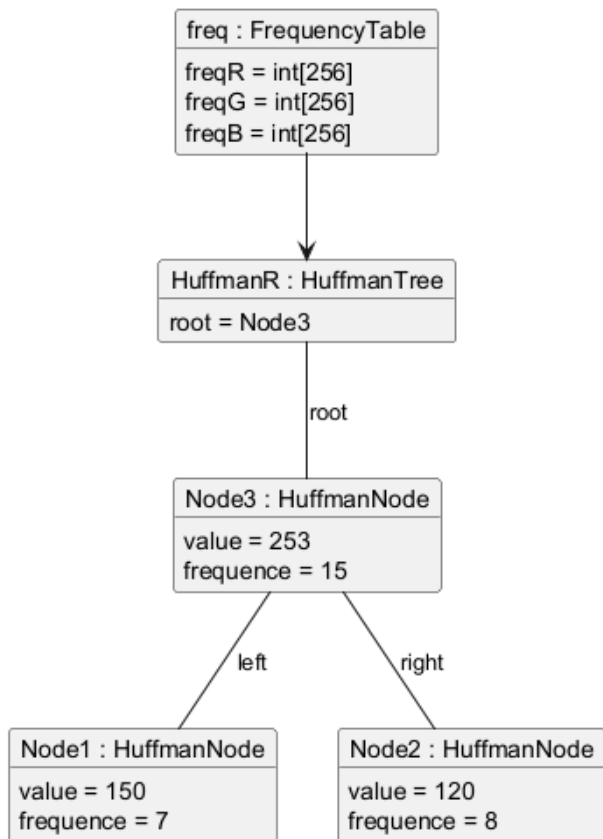 freq : FrequencyTable
freqR = int[256]
freqG = int[256]
freqB = int[256]
HuffmanR : HuffmanTree
root = Node3
root
Node3 : HuffmanNode
value = 253
frequence = 15
left
right
Node1 : HuffmanNode
value = 150
frequence = 7
Node2 : HuffmanNode
value = 120
frequence = 8